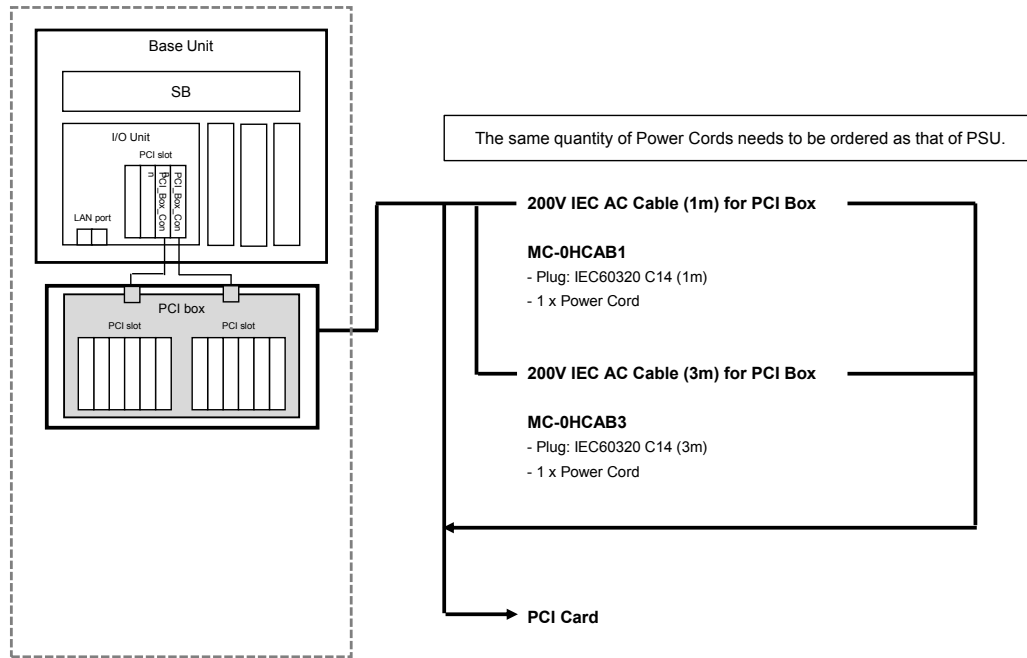 Base Unit
SB
I/O Unit
PCI slot
PCI_Box_Con
n
PCI_Box_Con
n
LAN port
PCI box
PCI slot
PCI slot
The same quantity of Power Cords needs to be ordered as that of PSU.
200V IEC AC Cable (1m) for PCI Box
MC-0HCAB1
- Plug: IEC60320 C14 (1m)
- 1 x Power Cord
200V IEC AC Cable (3m) for PCI Box
MC-0HCAB3
- Plug: IEC60320 C14 (3m)
- 1 x Power Cord
PCI Card